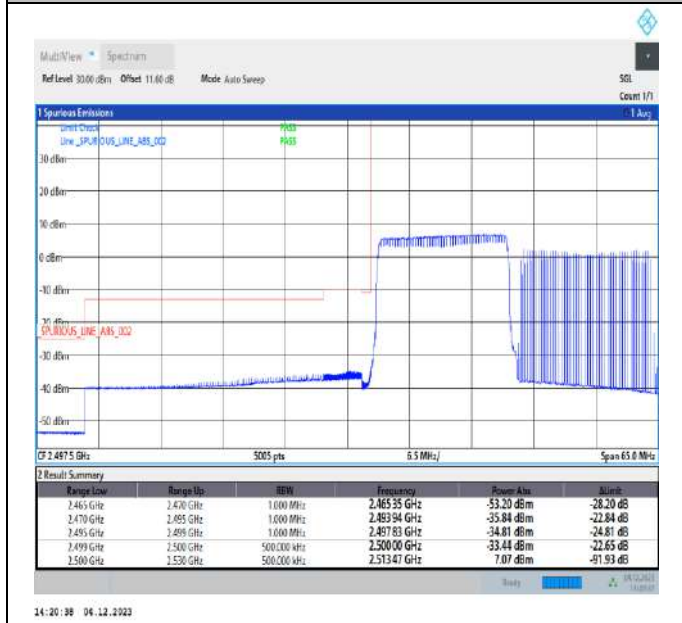 MultiView Spectrum
Ref Level 30.00 dBm Offset 11.60 dB Mode Auto Sweep SGL
Count 1/1
1 Spurious Emissions 1 Avg
Limit Check PASS
Line _SPURIOUS_LINE_ABS_002 PASS
30 dBm
20 dBm
10 dBm
0 dBm
-10 dBm
-20 dBm
_SPURIOUS_LINE_ABS_002
-30 dBm
-40 dBm
-50 dBm
CF 2.4975 GHz 5005 pts 6.5 MHz/ Span 65.0 MHz
2 Result Summary
Range Low Range Up RBW Frequency Power Abs ΔLimit
2.465 GHz 2.470 GHz 1.000 MHz 2.46535 GHz -53.20 dBm -28.20 dB
2.470 GHz 2.495 GHz 1.000 MHz 2.49394 GHz -35.84 dBm -22.84 dB
2.495 GHz 2.499 GHz 1.000 MHz 2.49783 GHz -34.81 dBm -24.81 dB
2.499 GHz 2.500 GHz 500.000 kHz 2.50000 GHz -33.44 dBm -22.65 dB
2.500 GHz 2.530 GHz 500.000 kHz 2.51347 GHz 7.07 dBm -91.93 dB
Ready
14:20:38 06.12.2023